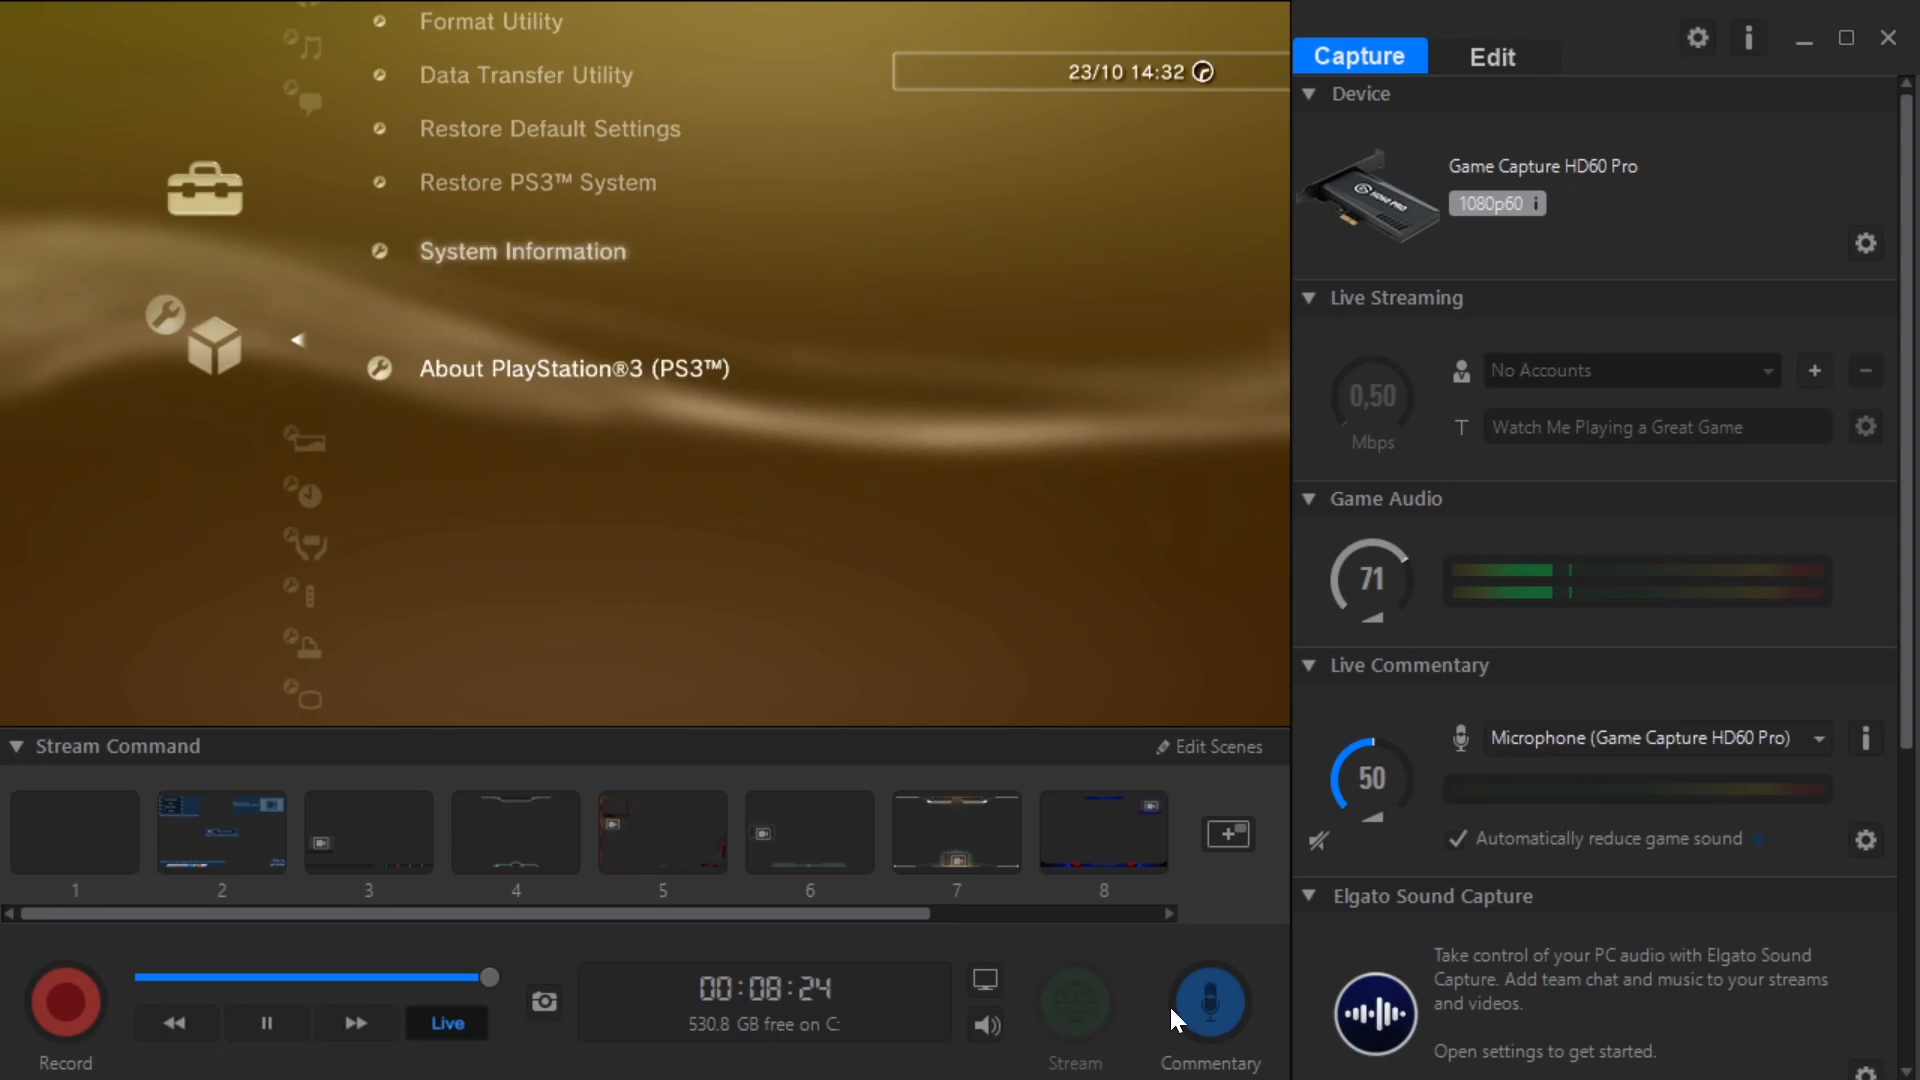 Format Utility
Data Transfer Utility
Restore Default Settings
Restore PS3™ System
System Information
About PlayStation®3 (PS3™)
23/10 14:32
Capture
Edit
Device
Game Capture HD60 Pro
1080p60 i
HD60 PRO
Live Streaming
0,50
Mbps
No Accounts
T Watch Me Playing a Great Game
Game Audio
71
Live Commentary
50
Microphone (Game Capture HD60 Pro)
Automatically reduce game sound
Elgato Sound Capture
Take control of your PC audio with Elgato Sound
Capture. Add team chat and music to your streams
and videos.
Open settings to get started.
Stream Command
Edit Scenes
1 2 3 4 5 6 7 8
00:08:24
530.8 GB free on C:
Live
Record
Stream
Commentary